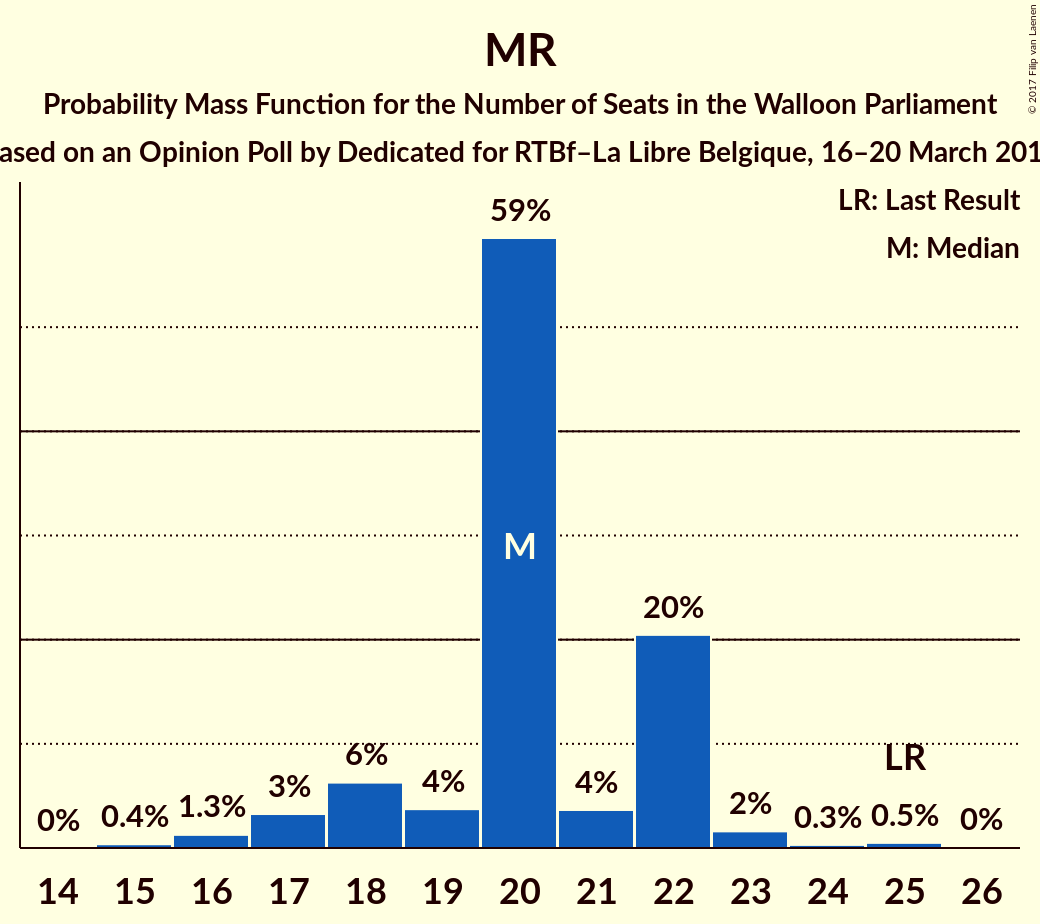 MR
Probability Mass Function for the Number of Seats in the Walloon Parliament
ased on an Opinion Poll by Dedicated for RTBf–La Libre Belgique, 16–20 March 201
© 2017 Filip van Laenen
LR: Last Result
M: Median
59%
M
20%
LR
0% 0.4% 1.3% 3% 6% 4% 4% 2% 0.3% 0.5% 0%
14 15 16 17 18 19 20 21 22 23 24 25 26